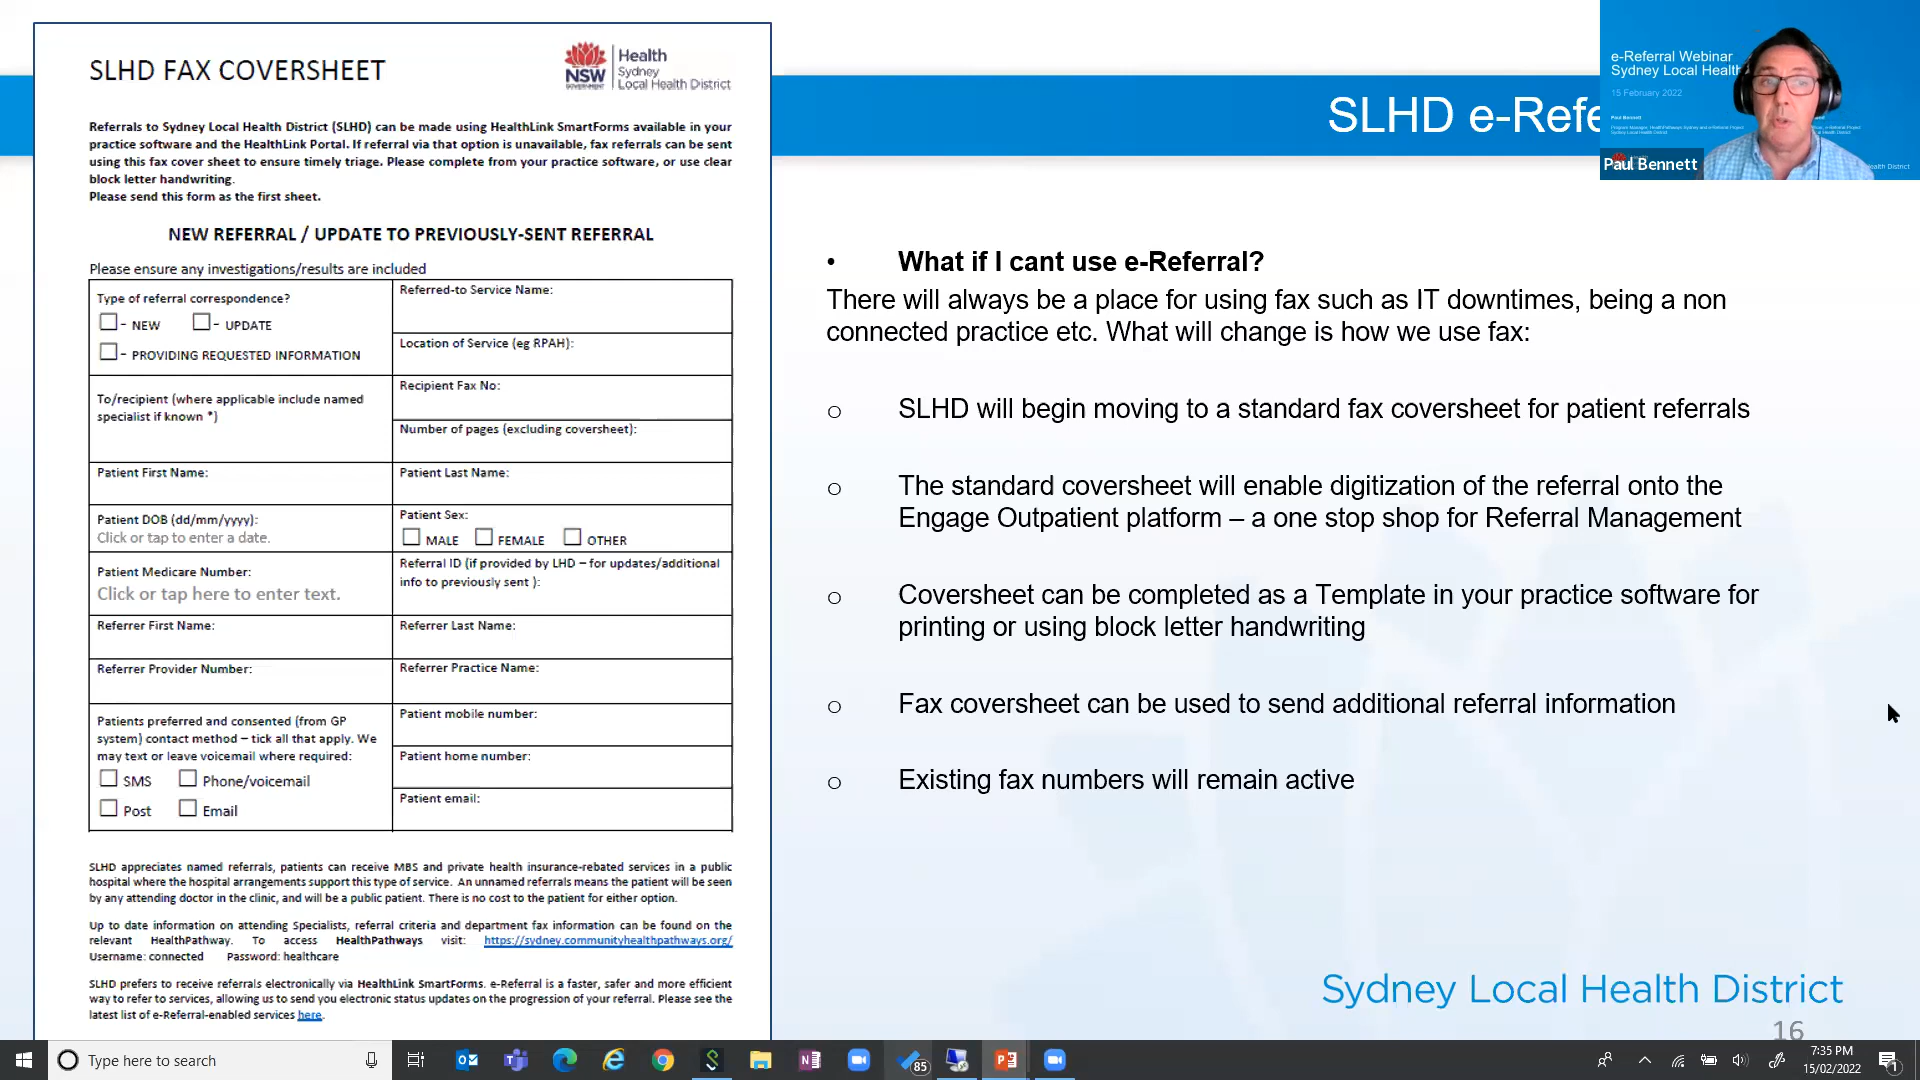 SLHD FAX COVERSHEET
NSW
GOVERNMENT
Health
Sydney
Local Health District
Referrals to Sydney Local Health District (SLHD) can be made using HealthLink SmartForms available in your
practice software and the HealthLink Portal. If referral via that option is unavailable, fax referrals can be sent
using this fax cover sheet to ensure timely triage. Please complete from your practice software, or use clear
block letter handwriting.
Please send this form as the first sheet.
NEW REFERRAL / UPDATE TO PREVIOUSLY-SENT REFERRAL
Please ensure any investigations/results are included
Type of referral correspondence?
- NEW - UPDATE
- PROVIDING REQUESTED INFORMATION
Referred-to Service Name:
Location of Service (eg RPAH):
To/recipient (where applicable include named
specialist if known *)
Recipient Fax No:
Number of pages (excluding coversheet):
Patient First Name:
Patient Last Name:
Patient DOB (dd/mm/yyyy):
Click or tap to enter a date.
Patient Sex:
MALE FEMALE OTHER
Patient Medicare Number:
Click or tap here to enter text.
Referral ID (if provided by LHD – for updates/additional
info to previously sent ):
Referrer First Name:
Referrer Last Name:
Referrer Provider Number:
Referrer Practice Name:
Patients preferred and consented (from GP
system) contact method – tick all that apply. We
may text or leave voicemail where required:
SMS Phone/voicemail
Post Email
Patient mobile number:
Patient home number:
Patient email:
SLHD appreciates named referrals, patients can receive MBS and private health insurance-rebated services in a public
hospital where the hospital arrangements support this type of service. An unnamed referrals means the patient will be seen
by any attending doctor in the clinic, and will be a public patient. There is no cost to the patient for either option.
Up to date information on attending Specialists, referral criteria and department fax information can be found on the
relevant HealthPathway. To access HealthPathways visit: https://sydney.communityhealthpathways.org/
Username: connected Password: healthcare
SLHD prefers to receive referrals electronically via HealthLink SmartForms. e-Referral is a faster, safer and more efficient
way to refer to services, allowing us to send you electronic status updates on the progression of your referral. Please see the
latest list of e-Referral-enabled services here.
SLHD e-Refe
e-Referral Webinar
Sydney Local Health
15 February 2022
Paul Bennett
Paul Bennett
• What if I cant use e-Referral?
There will always be a place for using fax such as IT downtimes, being a non
connected practice etc. What will change is how we use fax:
o SLHD will begin moving to a standard fax coversheet for patient referrals
o The standard coversheet will enable digitization of the referral onto the
Engage Outpatient platform – a one stop shop for Referral Management
o Coversheet can be completed as a Template in your practice software for
printing or using block letter handwriting
o Fax coversheet can be used to send additional referral information
o Existing fax numbers will remain active
Sydney Local Health District
16
Type here to search
85
7:35 PM
15/02/2022
1